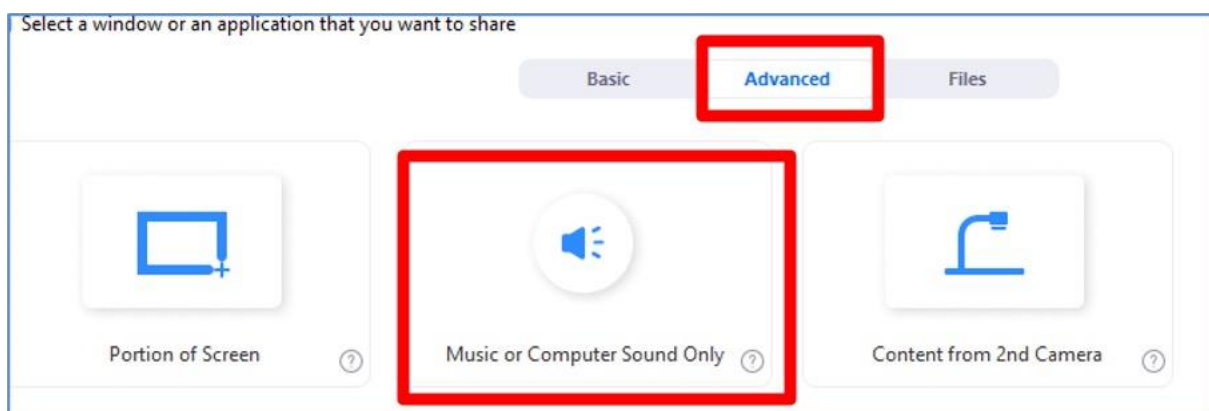 Select a window or an application that you want to share
Basic Advanced Files
Portion of Screen ? Music or Computer Sound Only ? Content from 2nd Camera ?